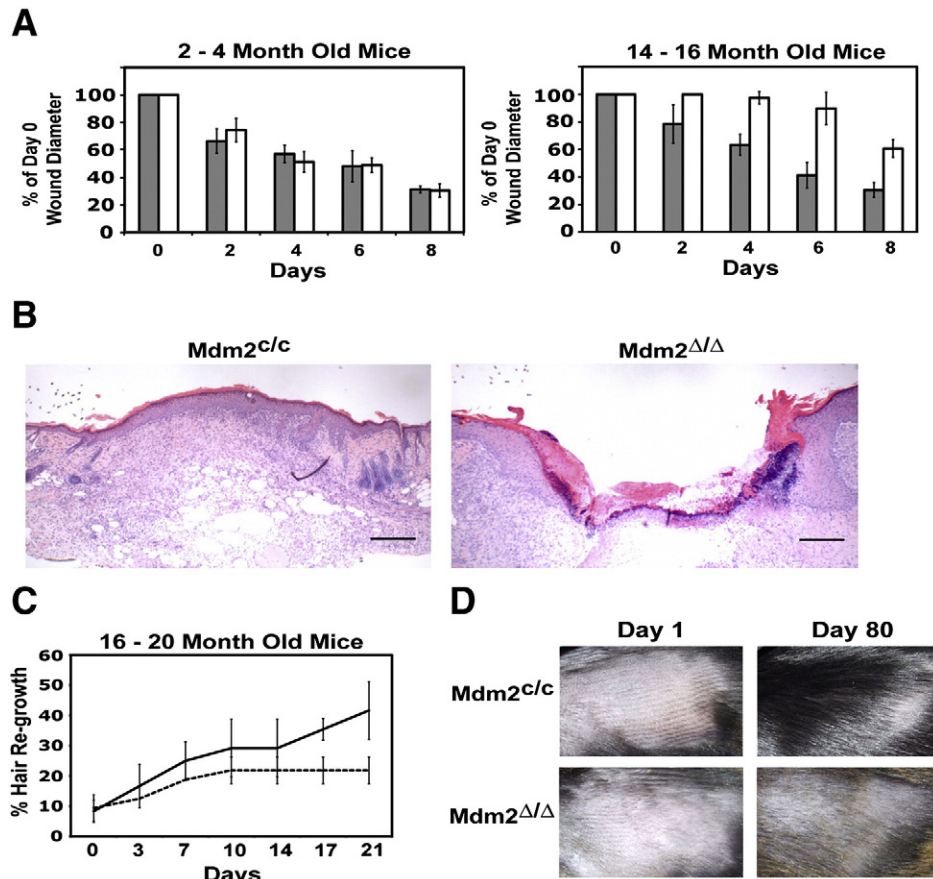 A
2 - 4 Month Old Mice
% of Day 0
Wound Diameter
100
80
60
40
20
0
0 2 4 6 8
Days
14 - 16 Month Old Mice
% of Day 0
Wound Diameter
100
80
60
40
20
0
0 2 4 6 8
Days
B
Mdm2c/c
Mdm2Δ/Δ
C
16 - 20 Month Old Mice
% Hair Re-growth
60
50
40
30
20
10
0
0 3 7 10 14 17 21
Days
D
Day 1 Day 80
Mdm2c/c
Mdm2Δ/Δ